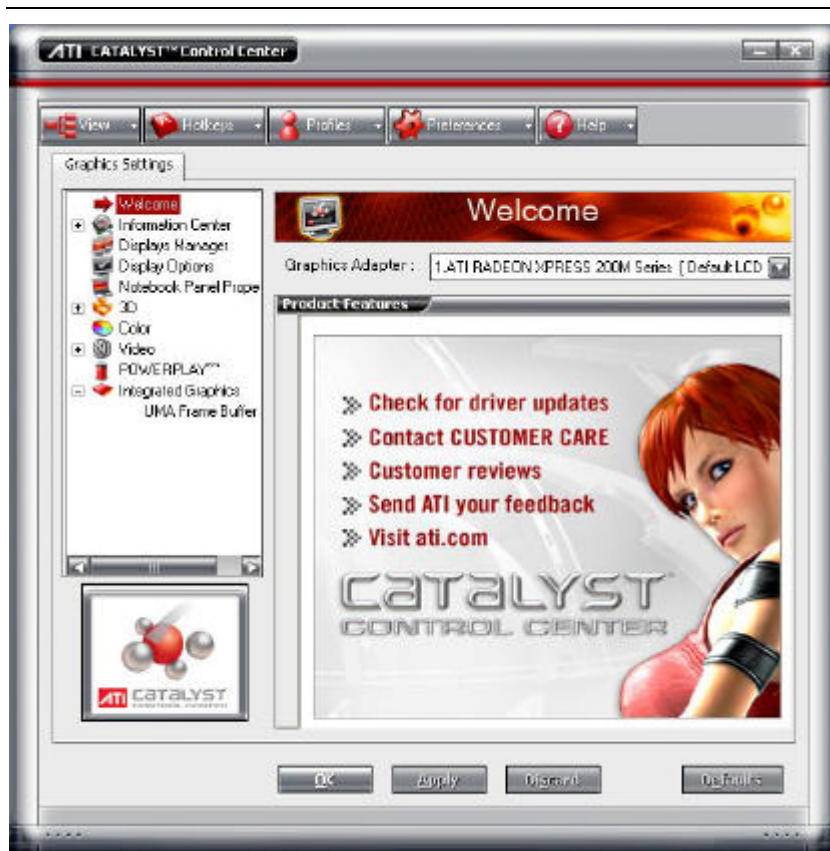 ATI CATALYST™ Control Center
View
Hotkeys
Profiles
Preferences
Help
Graphics Settings
Welcome
Information Center
Displays Manager
Display Options
Notebook Panel Prope
3D
Color
Video
POWERPLAY™
Integrated Graphics
UMA Frame Buffer
ATI CATALYST
CONTROL CENTER
Welcome
Graphics Adapter :
1.ATI RADEON XPRESS 200M Series [ Default LCD
Product Features
Check for driver updates
Contact CUSTOMER CARE
Customer reviews
Send ATI your feedback
Visit ati.com
CATALYST™
CONTROL CENTER
OK
Apply
Discard
Defaults